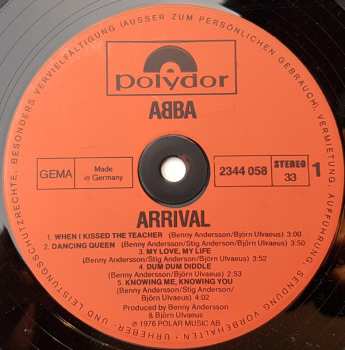 BESONDERS VERVIELFÄLTIGUNG (AUSSER ZUM PERSÖNLICHEN GEBRAUCH), AUFFÜHRUNG, SENDUNG VORBEHALTEN · URHEBER- UND LEISTUNGSSCHUTZRECHTE,
polydor
ABBA
GEMA
Made in Germany
2344 058
STEREO
33
1
ARRIVAL
1. WHEN I KISSED THE TEACHER (Benny Andersson/Björn Ulvaeus) 3:00
2. DANCING QUEEN (Benny Andersson/Stig Anderson/Björn Ulvaeus) 3:50
3. MY LOVE, MY LIFE
(Benny Andersson/Stig Anderson/Björn Ulvaeus) 3:52
4. DUM DUM DIDDLE
(Benny Andersson/Björn Ulvaeus) 2:53
5. KNOWING ME, KNOWING YOU
(Benny Andersson/Stig Anderson/
Björn Ulvaeus) 4:02
Produced by Benny Andersson
& Björn Ulvaeus
℗ 1976 POLAR MUSIC AB